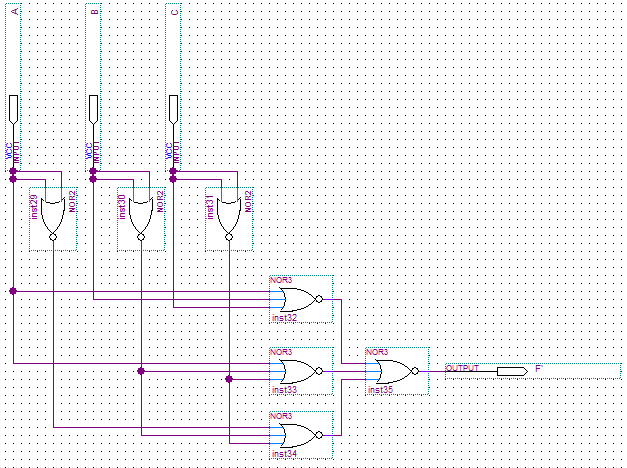 A
B
C
VCC
INPUT
VCC
INPUT
VCC
INPUT
inst29
NOR2
inst30
NOR2
inst31
NOR2
NOR3
inst32
NOR3
inst33
NOR3
inst35
OUTPUT
F'
NOR3
inst34